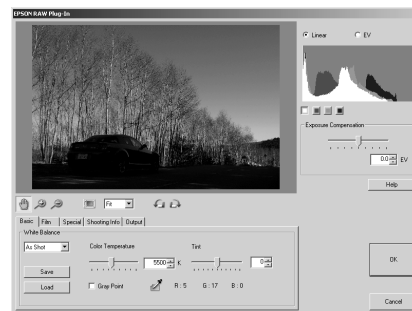 EPSON RAW Plug-In
Linear
EV
Exposure Compensation
0.0 EV
Help
Fit
Basic Film Special Shooting Info Output
White Balance
As Shot
Color Temperature
Tint
5500 K
0
Save
Load
Gray Point
R : 5 G : 17 B : 0
OK
Cancel